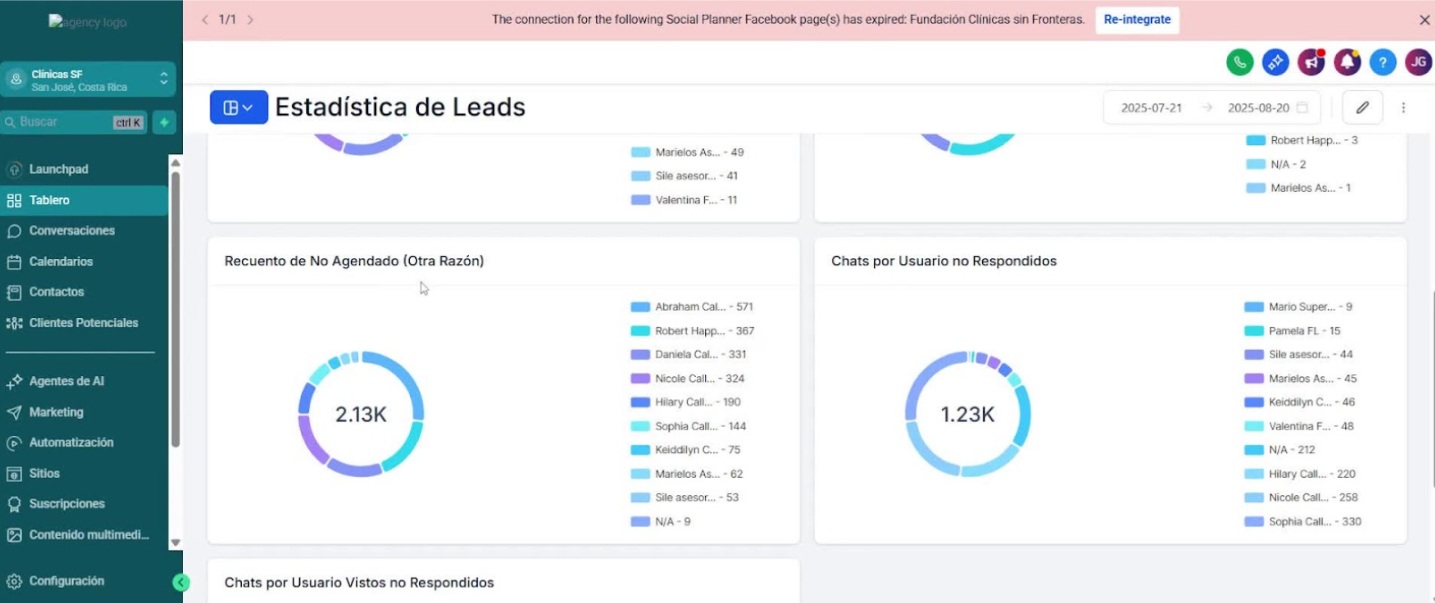 agency logo
1/1
The connection for the following Social Planner Facebook page(s) has expired: Fundación Clínicas sin Fronteras.
Re-integrate
Clínicas SF
San José, Costa Rica
JG
Buscar
ctrl K
Estadística de Leads
2025-07-21
2025-08-20
Launchpad
Tablero
Conversaciones
Calendarios
Contactos
Clientes Potenciales
Agentes de AI
Marketing
Automatización
Sitios
Suscripciones
Contenido multimedi...
Configuración
Marielos As... - 49
Sile asesor... - 41
Valentina F... - 11
Robert Happ... - 3
N/A - 2
Marielos As... - 1
Recuento de No Agendado (Otra Razón)
2.13K
Abraham Cal... - 571
Robert Happ... - 367
Daniela Cal... - 331
Nicole Call... - 324
Hilary Call... - 190
Sophia Call... - 144
Keiddilyn C... - 75
Marielos As... - 62
Sile asesor... - 53
N/A - 9
Chats por Usuario no Respondidos
1.23K
Mario Super... - 9
Pamela FL - 15
Sile asesor... - 44
Marielos As... - 45
Keiddilyn C... - 46
Valentina F... - 48
N/A - 212
Hilary Call... - 220
Nicole Call... - 258
Sophia Call... - 330
Chats por Usuario Vistos no Respondidos